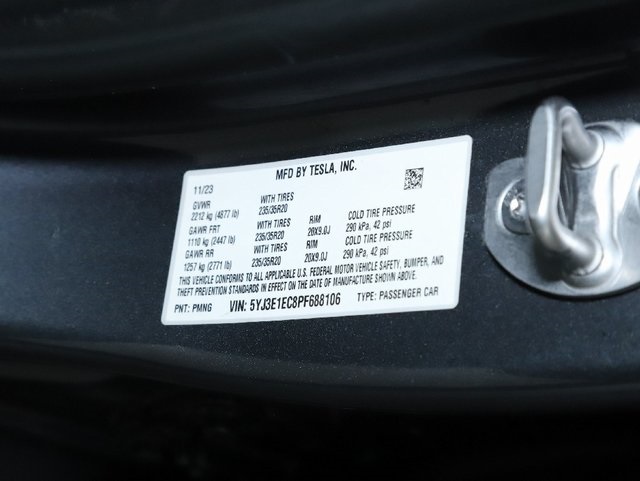 MFD BY TESLA, INC.
11/23
GVWR WITH TIRES
2212 kg (4877 lb) 235/35R20
GAWR FRT WITH TIRES RIM COLD TIRE PRESSURE
1110 kg (2447 lb) 235/35R20 20X9.0J 290 kPa, 42 psi
GAWR RR WITH TIRES RIM COLD TIRE PRESSURE
1257 kg (2771 lb) 235/35R20 20X9.0J 290 kPa, 42 psi
THIS VEHICLE CONFORMS TO ALL APPLICABLE U.S. FEDERAL MOTOR VEHICLE SAFETY, BUMPER, AND
THEFT PREVENTION STANDARDS IN EFFECT ON THE DATE OF MANUFACTURE SHOWN ABOVE.
PNT: PMNG VIN: 5YJ3E1EC8PF688106 TYPE: PASSENGER CAR